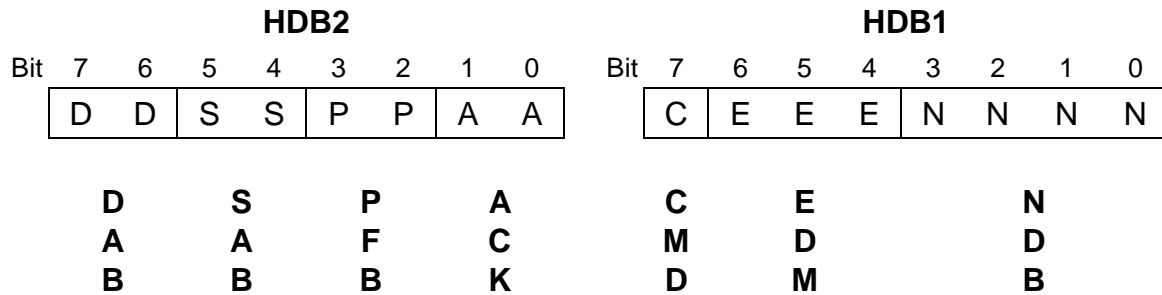 HDB2 HDB1
Bit 7 6 5 4 3 2 1 0 Bit 7 6 5 4 3 2 1 0
D D S S P P A A C E E E N N N N
D S P A C E N
A A F C M D D
B B B K D M B